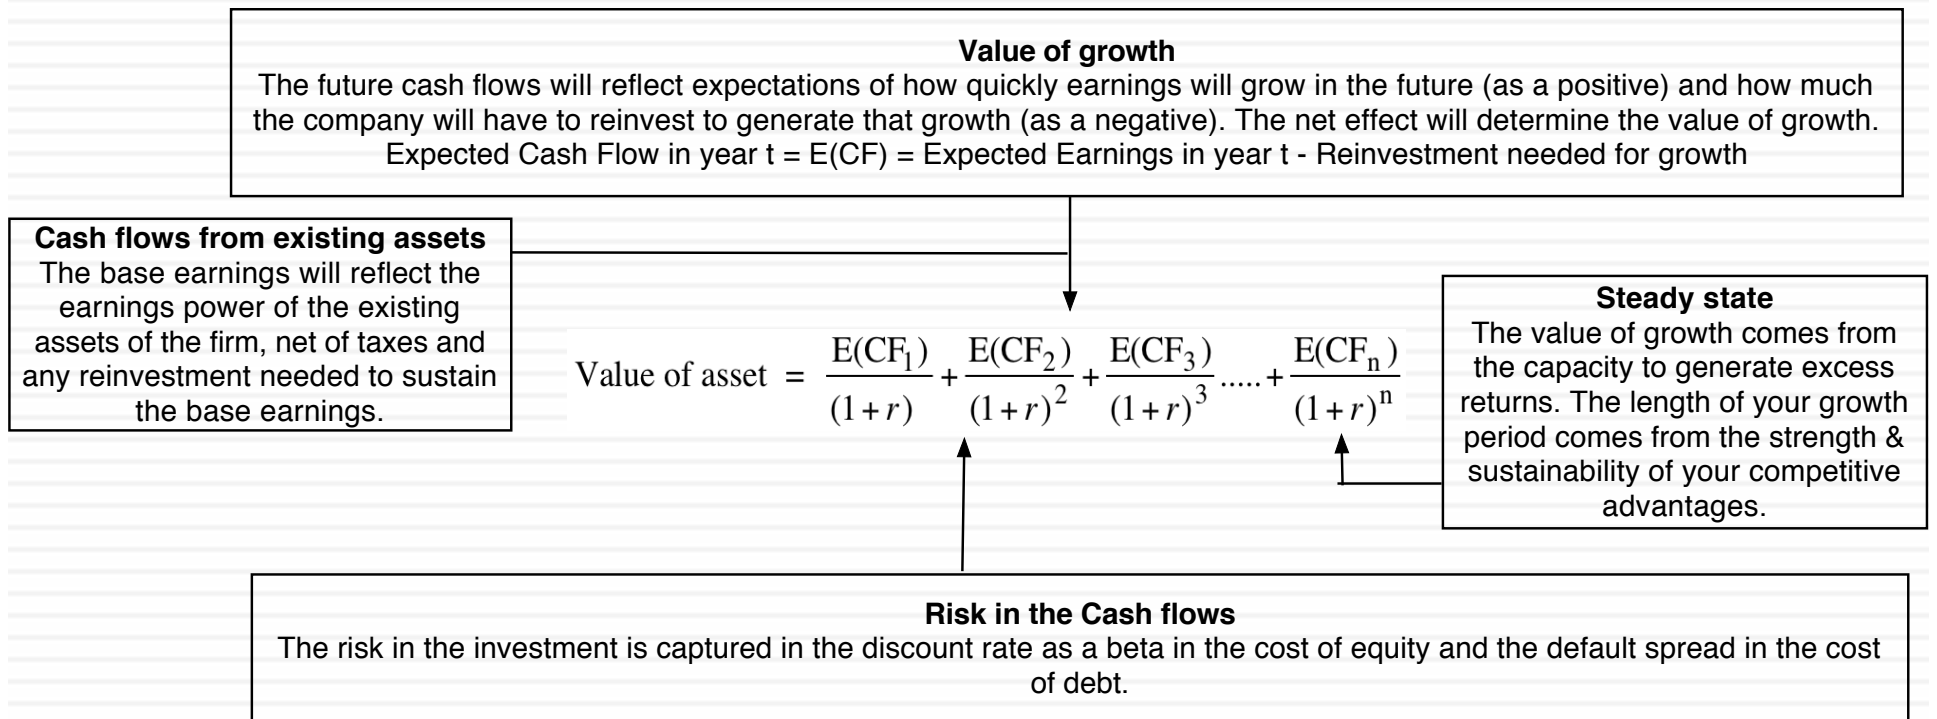 Value of growth
The future cash flows will reflect expectations of how quickly earnings will grow in the future (as a positive) and how much
the company will have to reinvest to generate that growth (as a negative). The net effect will determine the value of growth.
Expected Cash Flow in year t = E(CF) = Expected Earnings in year t - Reinvestment needed for growth
Cash flows from existing assets
The base earnings will reflect the
earnings power of the existing
assets of the firm, net of taxes and
any reinvestment needed to sustain
the base earnings.
Value of asset = E(CF₁)/(1+r) + E(CF₂)/(1+r)² + E(CF₃)/(1+r)³ ..... + E(CFₙ)/(1+r)ⁿ
Steady state
The value of growth comes from
the capacity to generate excess
returns. The length of your growth
period comes from the strength &
sustainability of your competitive
advantages.
Risk in the Cash flows
The risk in the investment is captured in the discount rate as a beta in the cost of equity and the default spread in the cost
of debt.